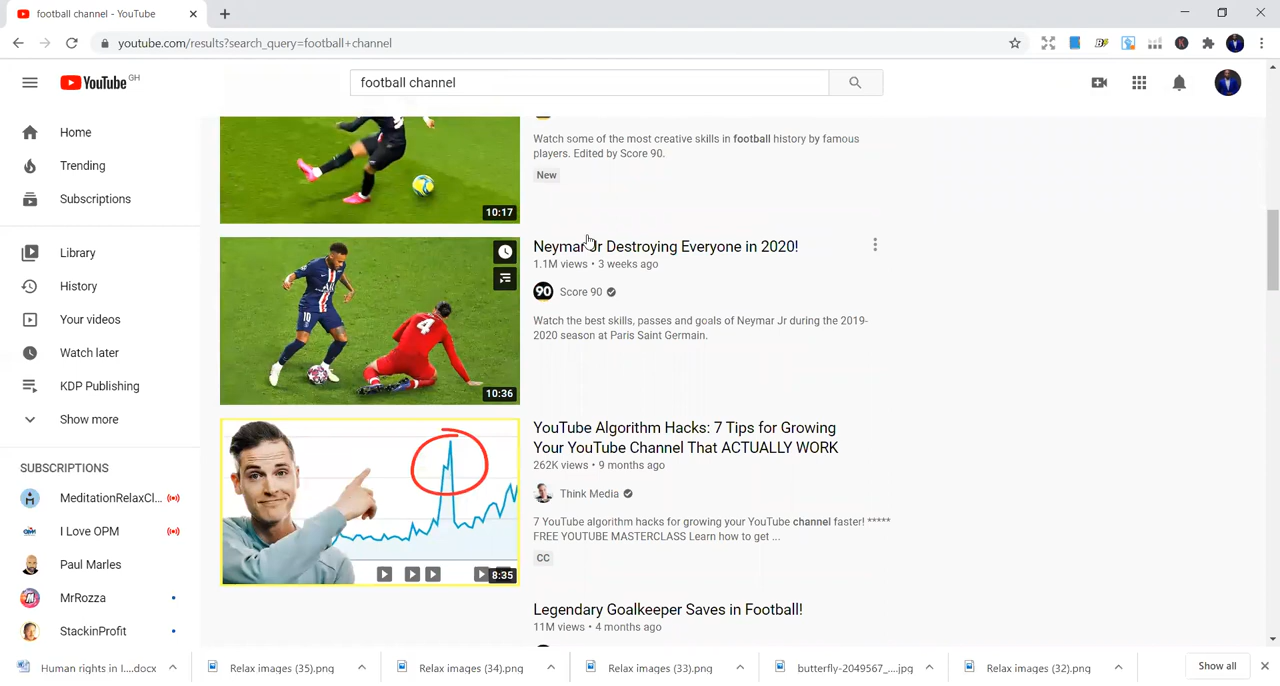 football channel - YouTube
youtube.com/results?search_query=football+channel
YouTube GH
football channel
Home
Trending
Subscriptions
Library
History
Your videos
Watch later
KDP Publishing
Show more
SUBSCRIPTIONS
MeditationRelaxCl...
I Love OPM
Paul Marles
MrRozza
StackinProfit
Watch some of the most creative skills in football history by famous
players. Edited by Score 90.
New
10:17
Neymar Jr Destroying Everyone in 2020!
1.1M views • 3 weeks ago
90 Score 90
Watch the best skills, passes and goals of Neymar Jr during the 2019-
2020 season at Paris Saint Germain.
10
4
10:36
YouTube Algorithm Hacks: 7 Tips for Growing
Your YouTube Channel That ACTUALLY WORK
262K views • 9 months ago
Think Media
7 YouTube algorithm hacks for growing your YouTube channel faster! *****
FREE YOUTUBE MASTERCLASS Learn how to get ...
CC
8:35
Legendary Goalkeeper Saves in Football!
11M views • 4 months ago
Human rights in I....docx
Relax images (35).png
Relax images (34).png
Relax images (33).png
butterfly-2049567_....jpg
Relax images (32).png
Show all